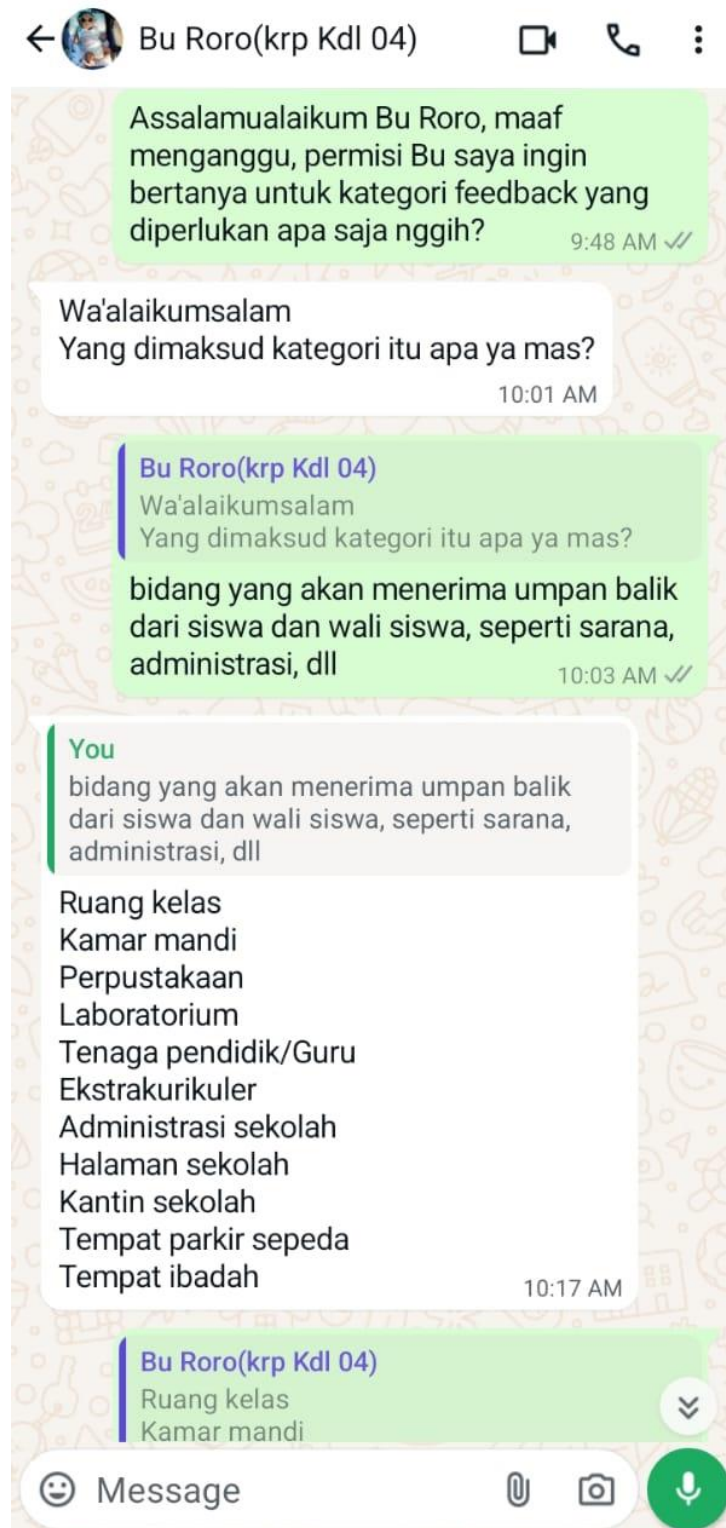 Bu Roro(krp Kdl 04)
Assalamualaikum Bu Roro, maaf
menganggu, permisi Bu saya ingin
bertanya untuk kategori feedback yang
diperlukan apa saja nggih?
9:48 AM
Wa'alaikumsalam
Yang dimaksud kategori itu apa ya mas?
10:01 AM
Bu Roro(krp Kdl 04)
Wa'alaikumsalam
Yang dimaksud kategori itu apa ya mas?
bidang yang akan menerima umpan balik
dari siswa dan wali siswa, seperti sarana,
administrasi, dll
10:03 AM
You
bidang yang akan menerima umpan balik
dari siswa dan wali siswa, seperti sarana,
administrasi, dll
Ruang kelas
Kamar mandi
Perpustakaan
Laboratorium
Tenaga pendidik/Guru
Ekstrakurikuler
Administrasi sekolah
Halaman sekolah
Kantin sekolah
Tempat parkir sepeda
Tempat ibadah
10:17 AM
Bu Roro(krp Kdl 04)
Ruang kelas
Kamar mandi
Message